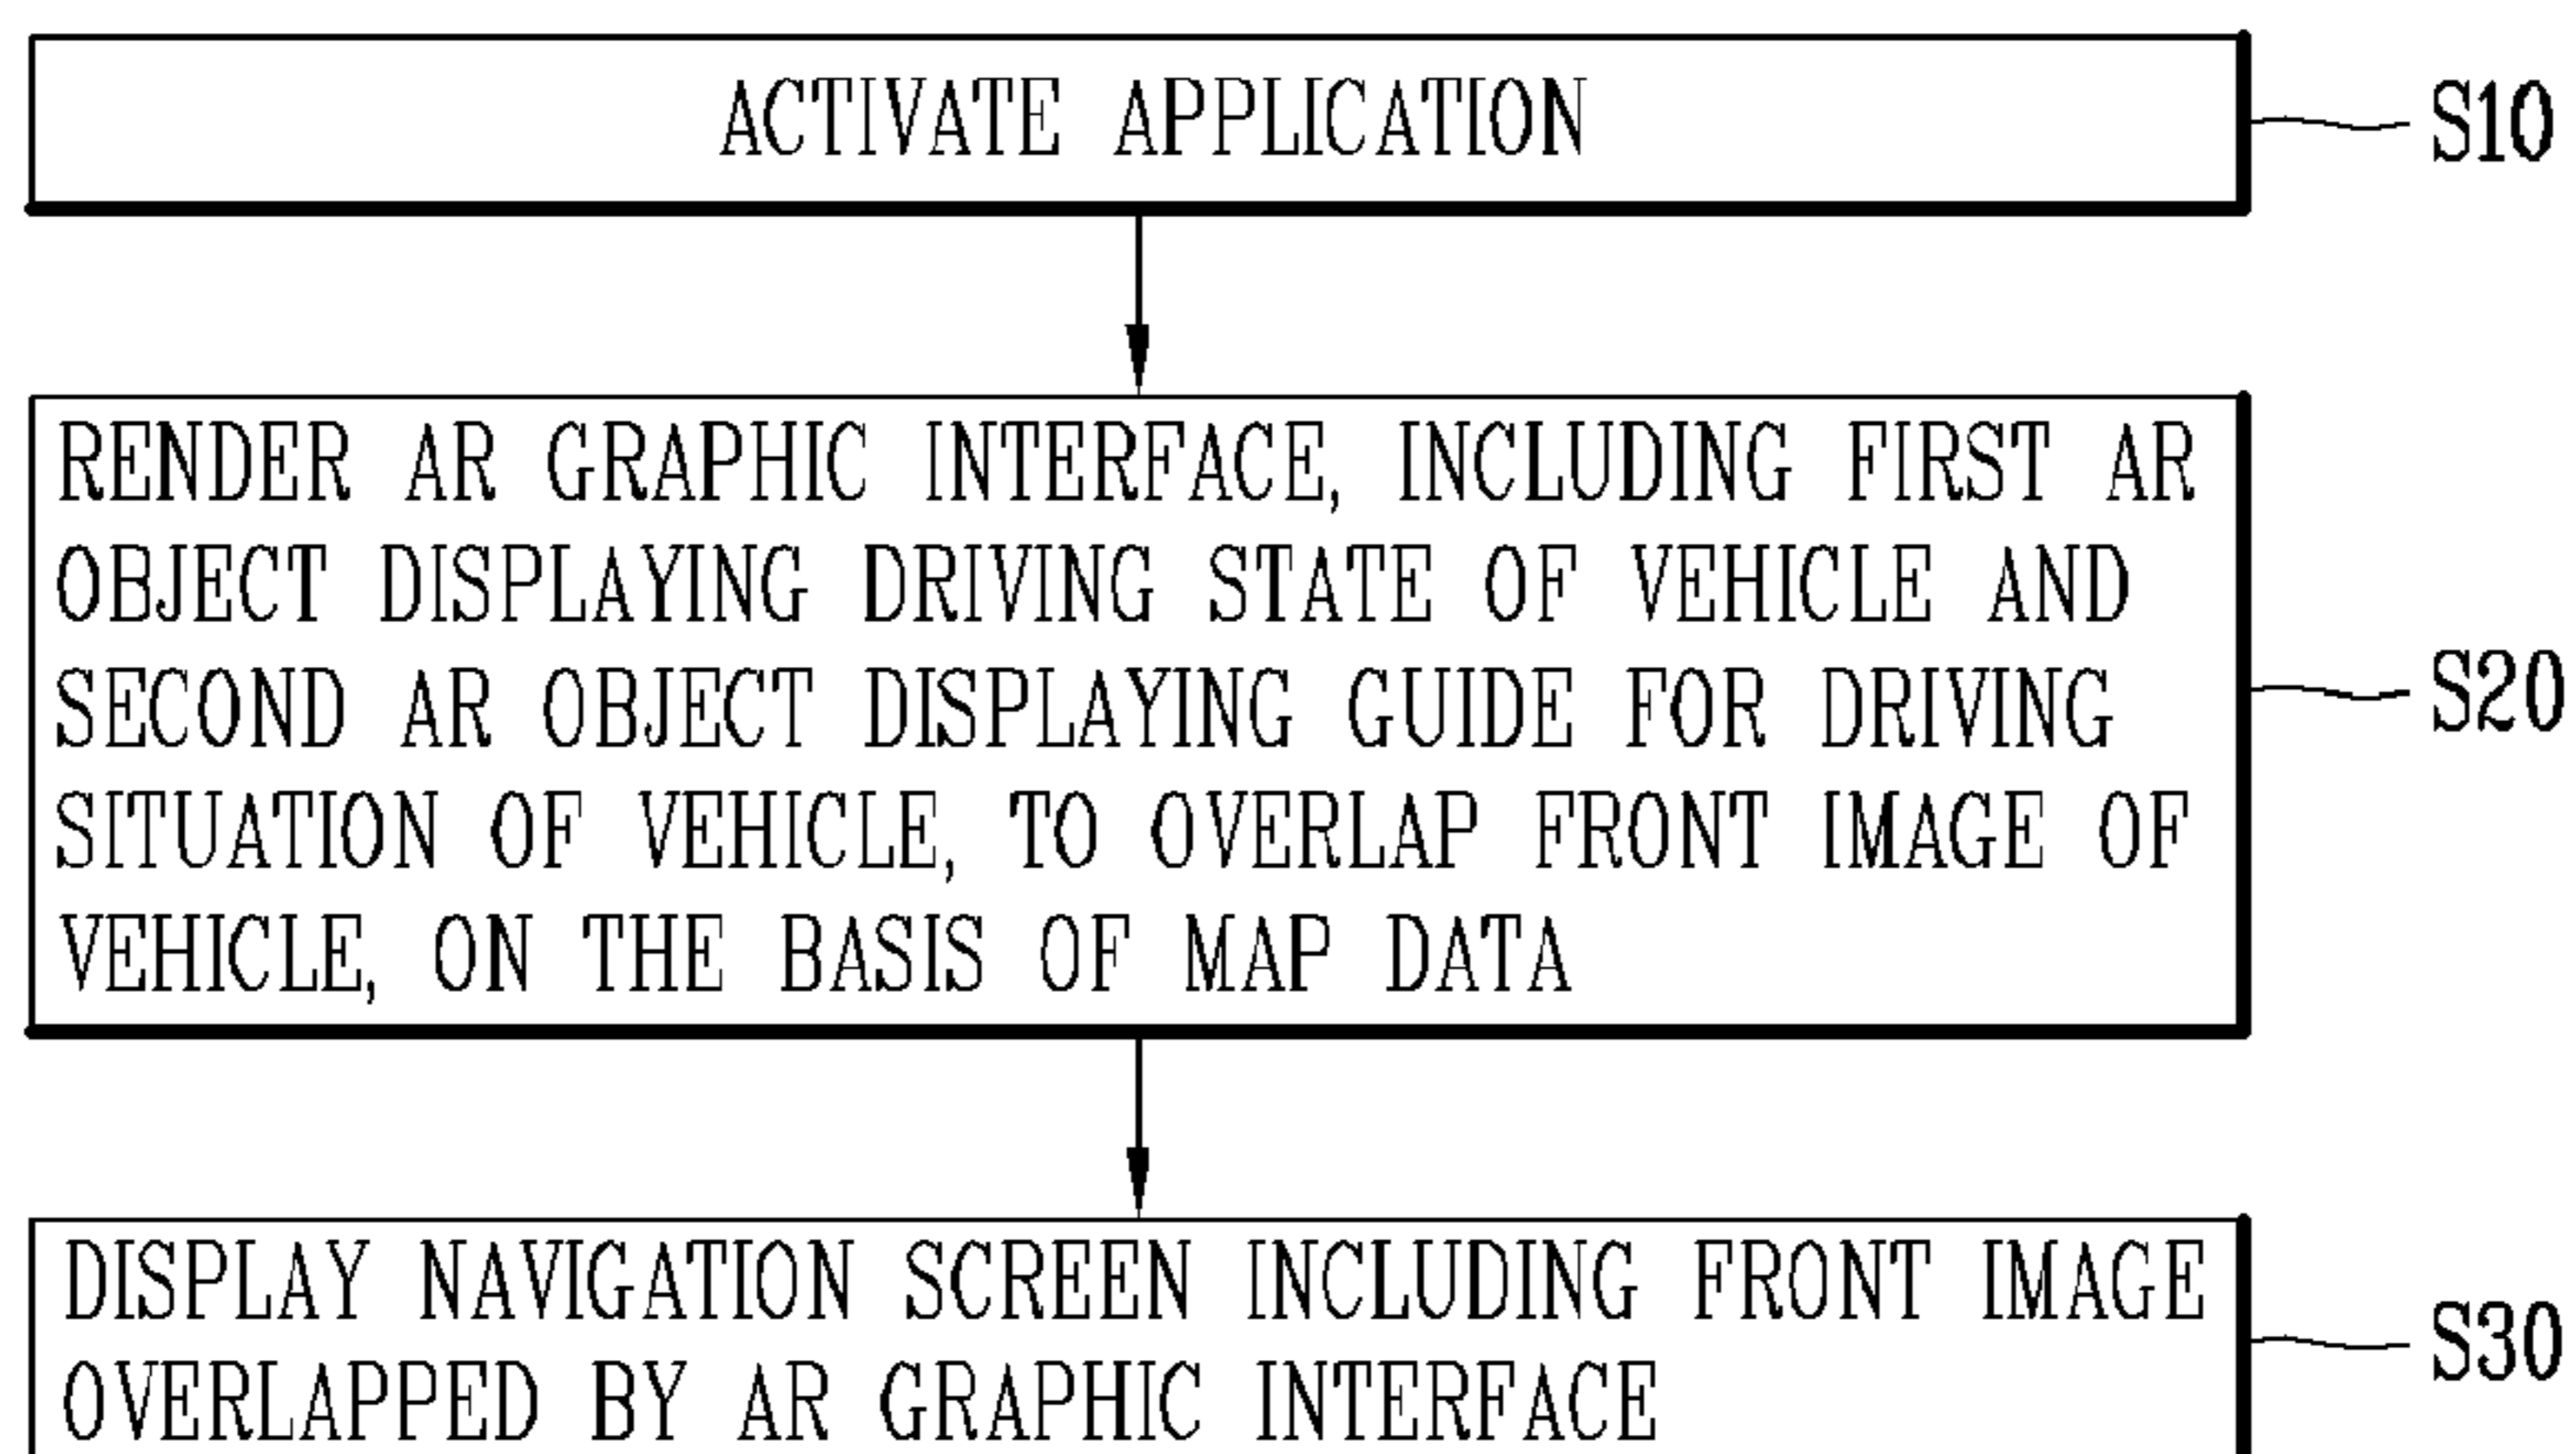 ACTIVATE APPLICATION
S10
RENDER AR GRAPHIC INTERFACE, INCLUDING FIRST AR
OBJECT DISPLAYING DRIVING STATE OF VEHICLE AND
SECOND AR OBJECT DISPLAYING GUIDE FOR DRIVING
SITUATION OF VEHICLE, TO OVERLAP FRONT IMAGE OF
VEHICLE, ON THE BASIS OF MAP DATA
S20
DISPLAY NAVIGATION SCREEN INCLUDING FRONT IMAGE
OVERLAPPED BY AR GRAPHIC INTERFACE
S30